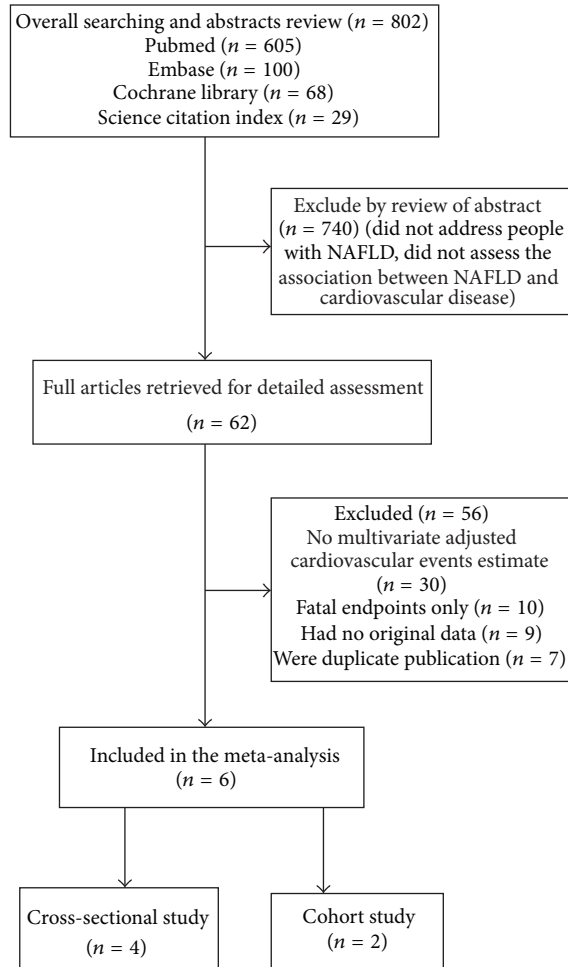 Overall searching and abstracts review (n = 802)
Pubmed (n = 605)
Embase (n = 100)
Cochrane library (n = 68)
Science citation index (n = 29)
Exclude by review of abstract
(n = 740) (did not address people
with NAFLD, did not assess the
association between NAFLD and
cardiovascular disease)
Full articles retrieved for detailed assessment
(n = 62)
Excluded (n = 56)
No multivariate adjusted
cardiovascular events estimate
(n = 30)
Fatal endpoints only (n = 10)
Had no original data (n = 9)
Were duplicate publication (n = 7)
Included in the meta-analysis
(n = 6)
Cross-sectional study
(n = 4)
Cohort study
(n = 2)